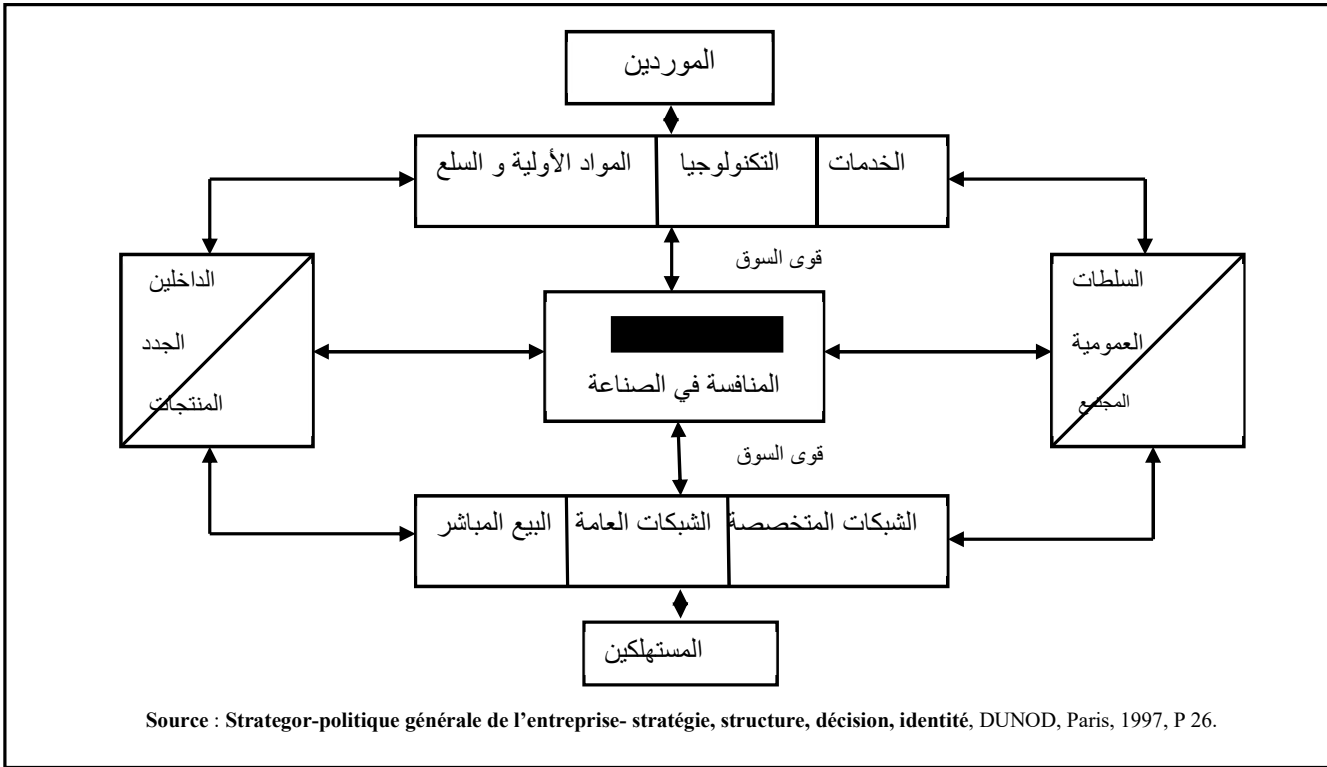 الموردين
المواد الأولية و السلع
التكنولوجيا
الخدمات
قوى السوق
الداخلين
الجدد
المنتجات
السلطات
العمومية
المجتمع
المنافسة في الصناعة
قوى السوق
البيع المباشر
الشبكات العامة
الشبكات المتخصصة
المستهلكين
Source : Strategor-politique générale de l’entreprise- stratégie, structure, décision, identité, DUNOD, Paris, 1997, P 26.